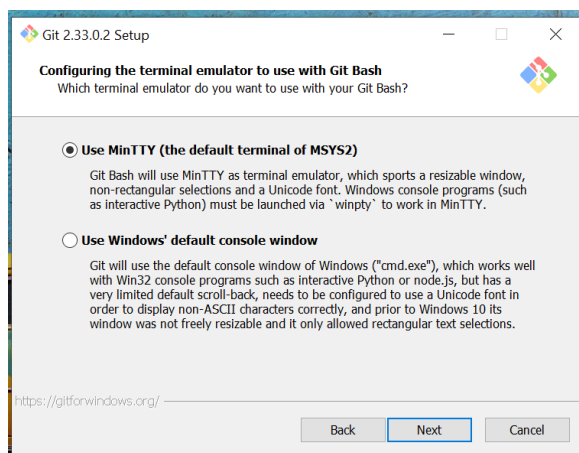 Git 2.33.0.2 Setup
Configuring the terminal emulator to use with Git Bash
Which terminal emulator do you want to use with your Git Bash?
Use MinTTY (the default terminal of MSYS2)
Git Bash will use MinTTY as terminal emulator, which sports a resizable window,
non-rectangular selections and a Unicode font. Windows console programs (such
as interactive Python) must be launched via `winpty` to work in MinTTY.
Use Windows' default console window
Git will use the default console window of Windows ("cmd.exe"), which works well
with Win32 console programs such as interactive Python or node.js, but has a
very limited default scroll-back, needs to be configured to use a Unicode font in
order to display non-ASCII characters correctly, and prior to Windows 10 its
window was not freely resizable and it only allowed rectangular text selections.
https://gitforwindows.org/
Back Next Cancel